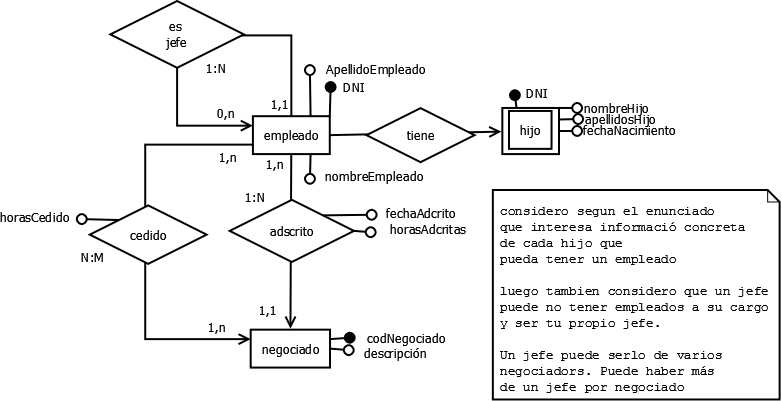 es
jefe
1:N
ApellidoEmpleado
DNI
0,n
1,1
empleado
tiene
DNI
nombreHijo
apellidosHijo
fechaNacimiento
hijo
1,n
1,n
nombreEmpleado
1:N
horasCedido
cedido
N:M
adscrito
fechaAdcrito
horasAdcritas
1,n
1,1
negociado
codNegociado
descripción
considero segun el enunciado
que interesa informació concreta
de cada hijo que
pueda tener un empleado
luego tambien considero que un jefe
puede no tener empleados a su cargo
y ser tu propio jefe.
Un jefe puede serlo de varios
negociadors. Puede haber más
de un jefe por negociado